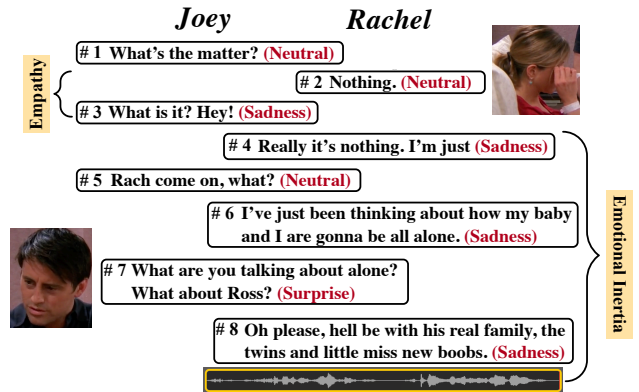 Joey Rachel
# 1 What's the matter? (Neutral)
# 2 Nothing. (Neutral)
Empathy
# 3 What is it? Hey! (Sadness)
# 4 Really it's nothing. I'm just (Sadness)
# 5 Rach come on, what? (Neutral)
# 6 I've just been thinking about how my baby
and I are gonna be all alone. (Sadness)
Emotional Inertia
# 7 What are you talking about alone?
What about Ross? (Surprise)
# 8 Oh please, hell be with his real family, the
twins and little miss new boobs. (Sadness)